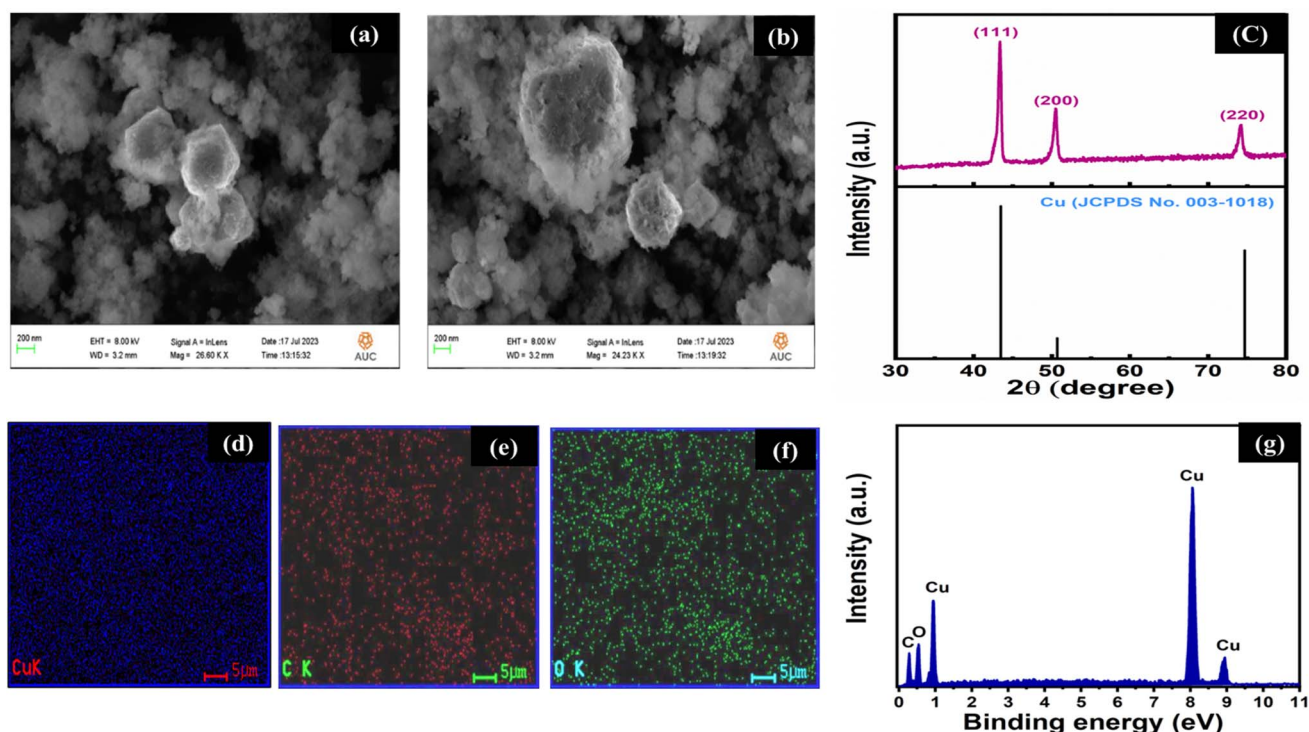 (a)
200 nm
EHT = 8.00 kV
Signal A = InLens
Date :17 Jul 2023
WD = 3.2 mm
Mag = 26.60 K X
Time :13:15:32
AUC
(b)
200 nm
EHT = 8.00 kV
Signal A = InLens
Date :17 Jul 2023
WD = 3.2 mm
Mag = 24.23 K X
Time :13:19:32
AUC
(C)
(111)
(200)
(220)
Cu (JCPDS No. 003-1018)
Intensity (a.u.)
30 40 50 60 70 80
2θ (degree)
(d)
CuK
5µm
(e)
C K
5µm
(f)
O K
5µm
(g)
C
O
Cu
Cu
Cu
Intensity (a.u.)
0 1 2 3 4 5 6 7 8 9 10 11
Binding energy (eV)